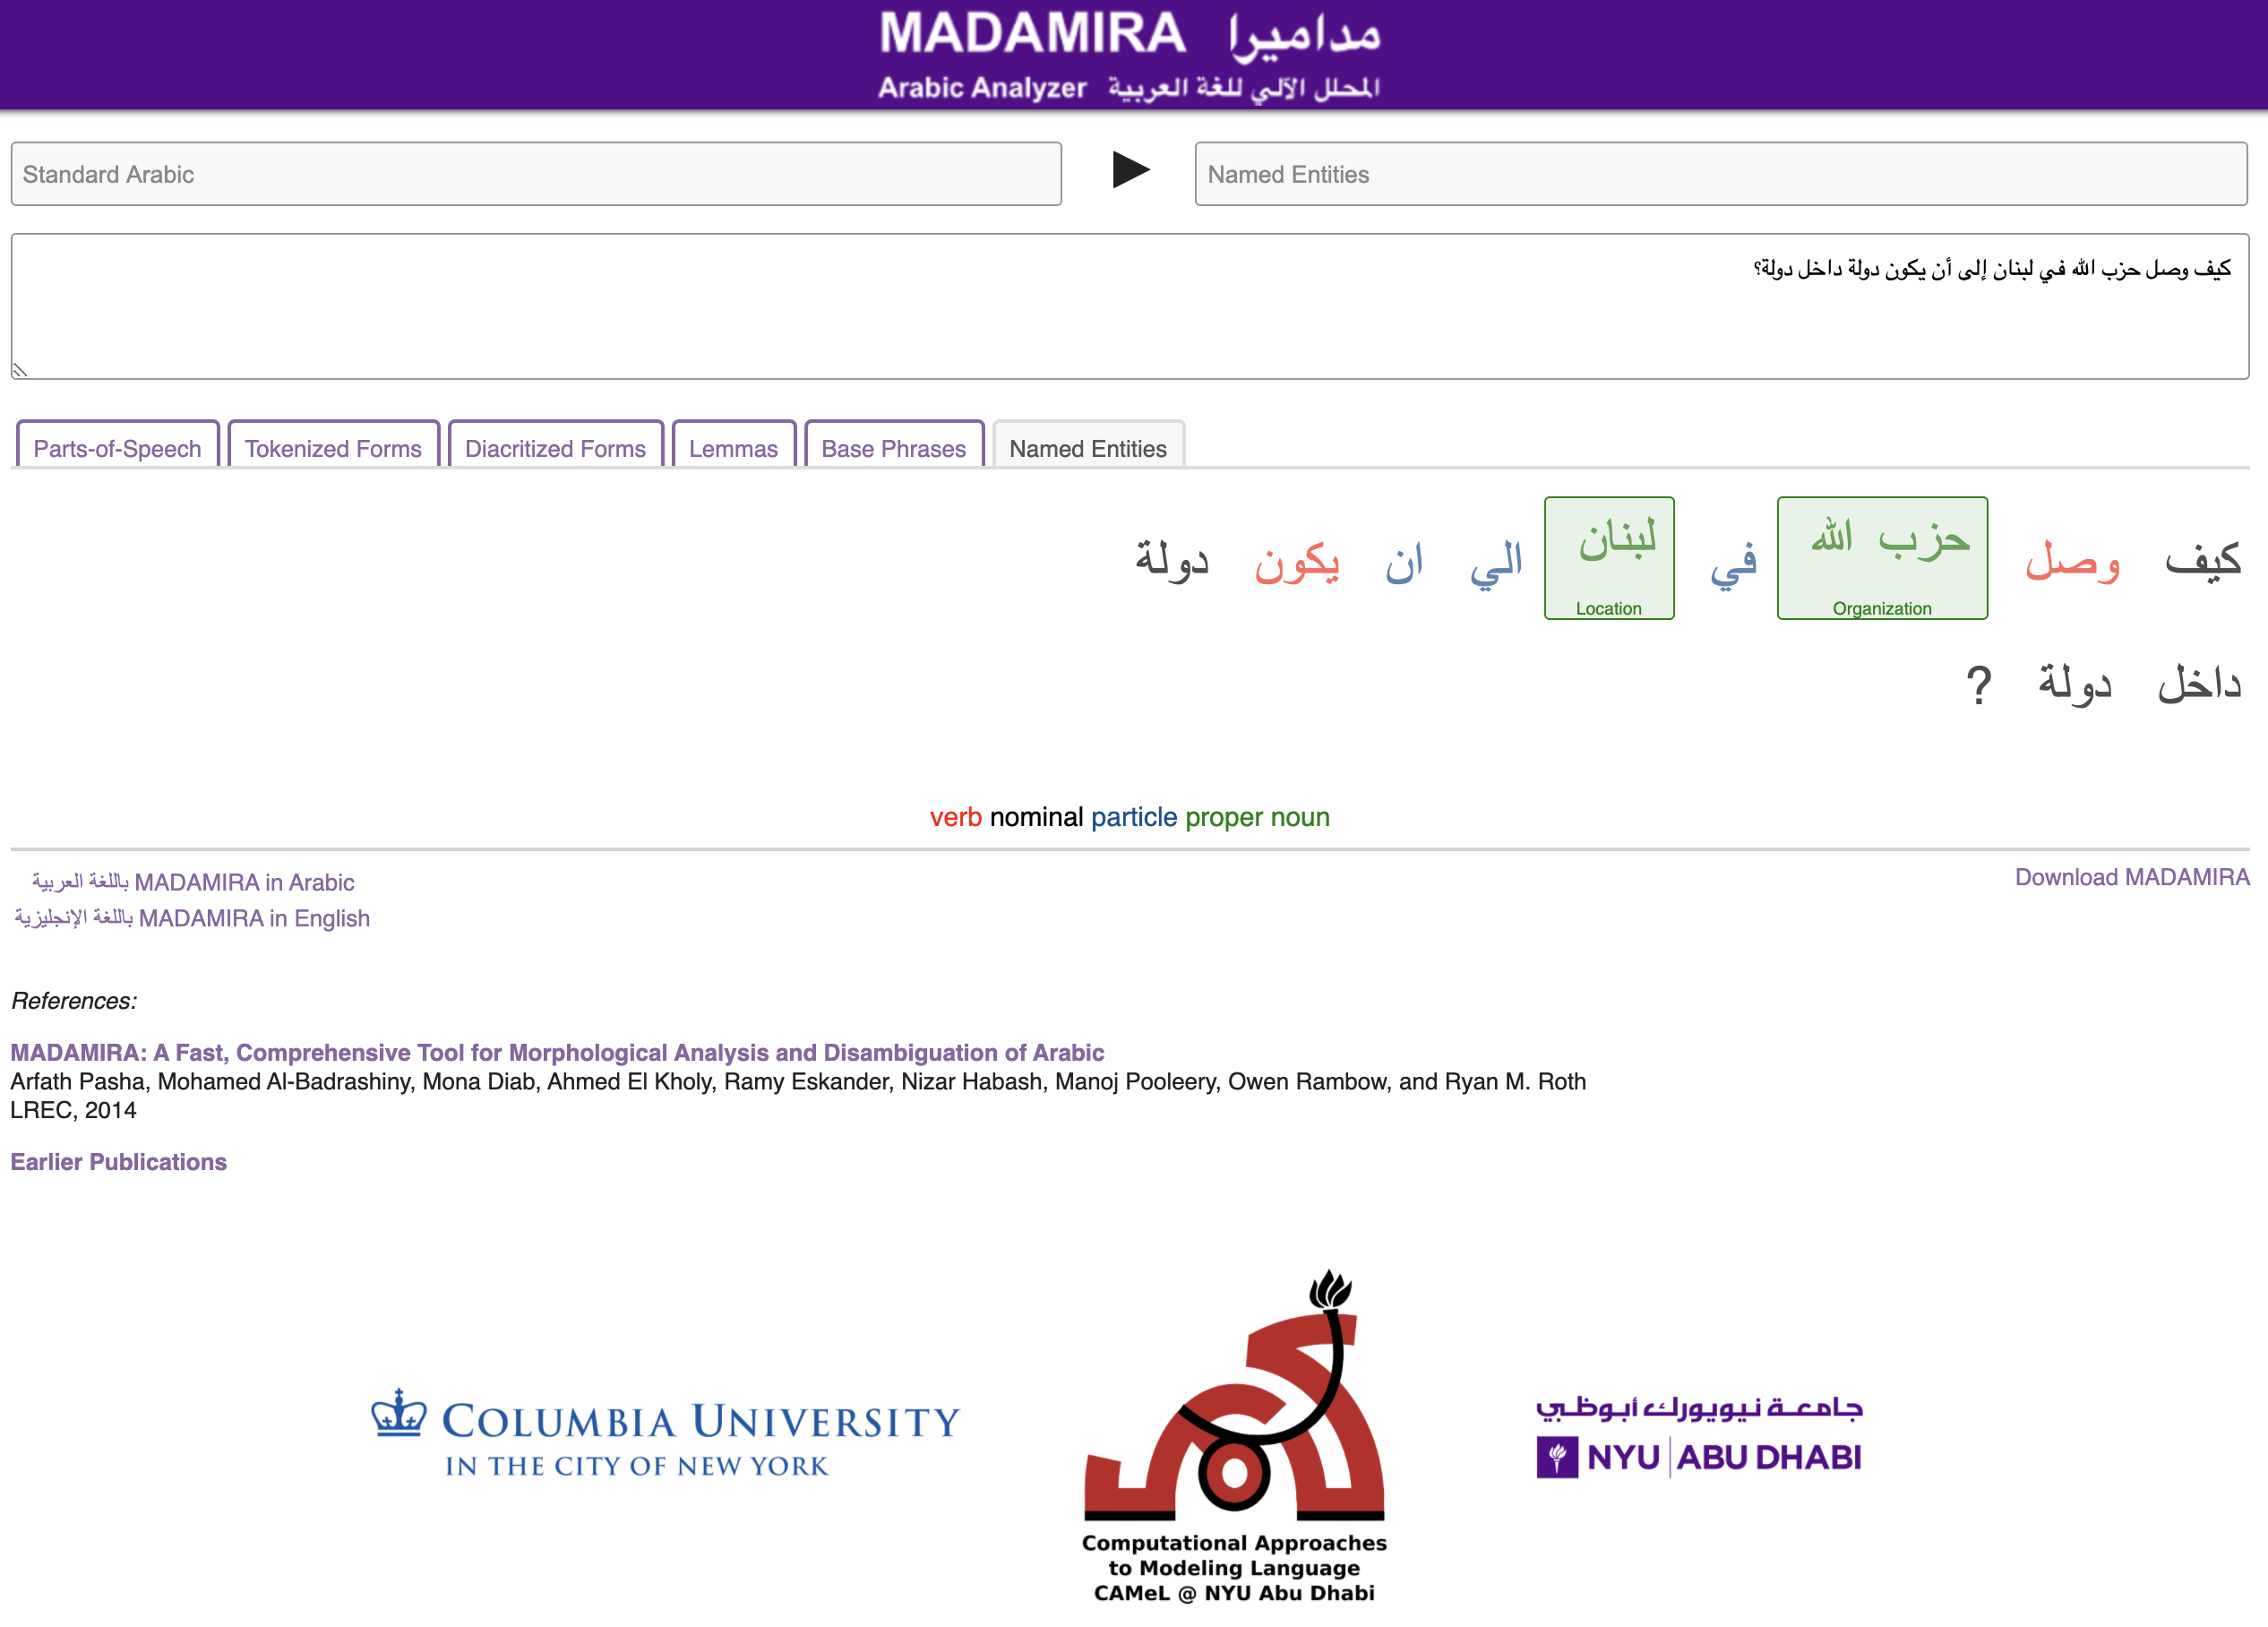 MADAMIRA مداميرا
Arabic Analyzer المحلل الآلي للغة العربية
Standard Arabic
Named Entities
كيف وصل حزب الله في لبنان إلى أن يكون دولة داخل دولة؟
Parts-of-Speech Tokenized Forms Diacritized Forms Lemmas Base Phrases Named Entities
كيف وصل حزب الله في لبنان الي ان يكون دولة
Organization Location
داخل دولة ?
verb nominal particle proper noun
باللغة العربية MADAMIRA in Arabic
Download MADAMIRA
باللغة الإنجليزية MADAMIRA in English
References:
MADAMIRA: A Fast, Comprehensive Tool for Morphological Analysis and Disambiguation of Arabic
Arfath Pasha, Mohamed Al-Badrashiny, Mona Diab, Ahmed El Kholy, Ramy Eskander, Nizar Habash, Manoj Pooleery, Owen Rambow, and Ryan M. Roth
LREC, 2014
Earlier Publications
COLUMBIA UNIVERSITY
IN THE CITY OF NEW YORK
Computational Approaches
to Modeling Language
CAMeL @ NYU Abu Dhabi
جامعة نيويورك أبوظبي
NYU ABU DHABI